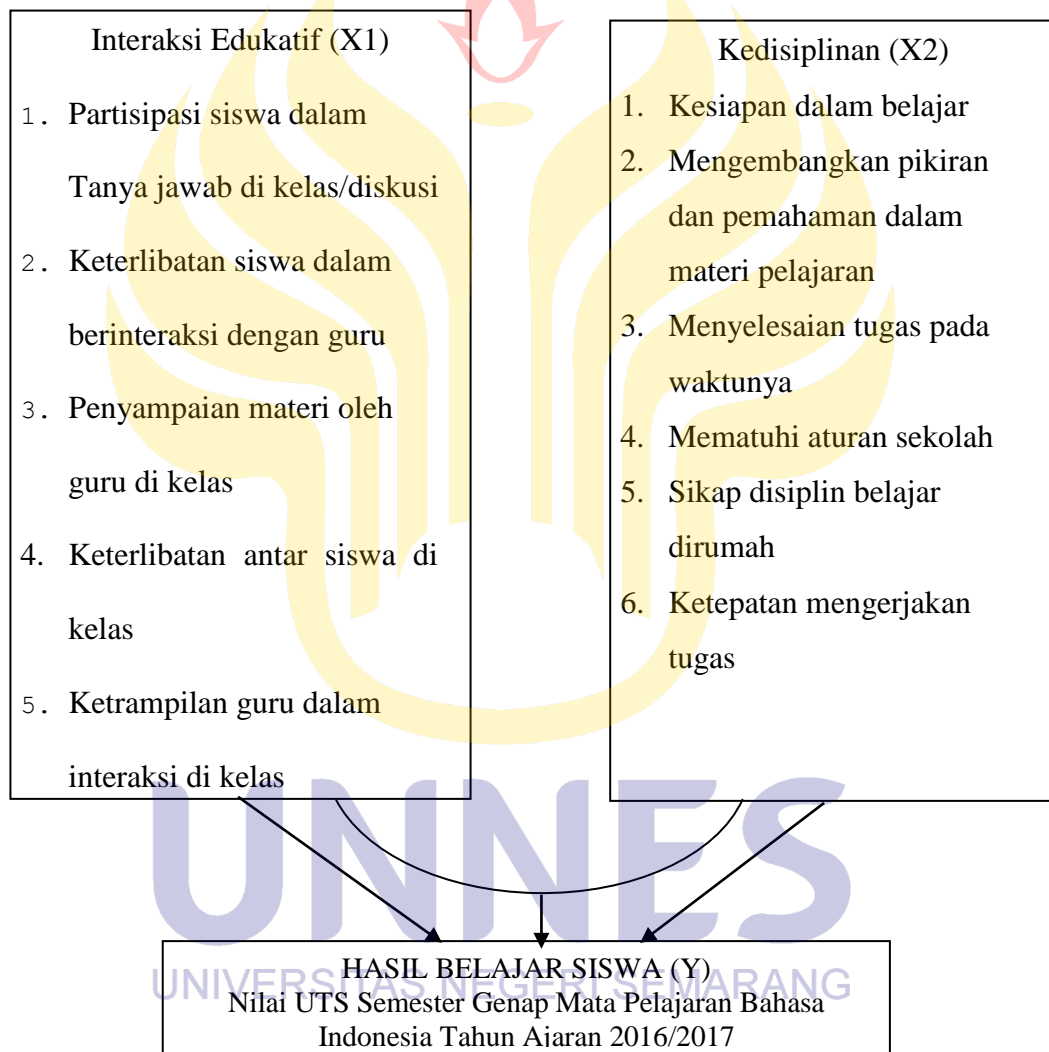 Interaksi Edukatif (X1)
1. Partisipasi siswa dalam
Tanya jawab di kelas/diskusi
2. Keterlibatan siswa dalam
berinteraksi dengan guru
3. Penyampaian materi oleh
guru di kelas
4. Keterlibatan antar siswa di
kelas
5. Ketrampilan guru dalam
interaksi di kelas
Kedisiplinan (X2)
1. Kesiapan dalam belajar
2. Mengembangkan pikiran
dan pemahaman dalam
materi pelajaran
3. Menyelesaian tugas pada
waktunya
4. Mematuhi aturan sekolah
5. Sikap disiplin belajar
dirumah
6. Ketepatan mengerjakan
tugas
UNNES
HASIL BELAJAR SISWA (Y)
UNIVERSITAS NEGERI SEMARANG
Nilai UTS Semester Genap Mata Pelajaran Bahasa
Indonesia Tahun Ajaran 2016/2017